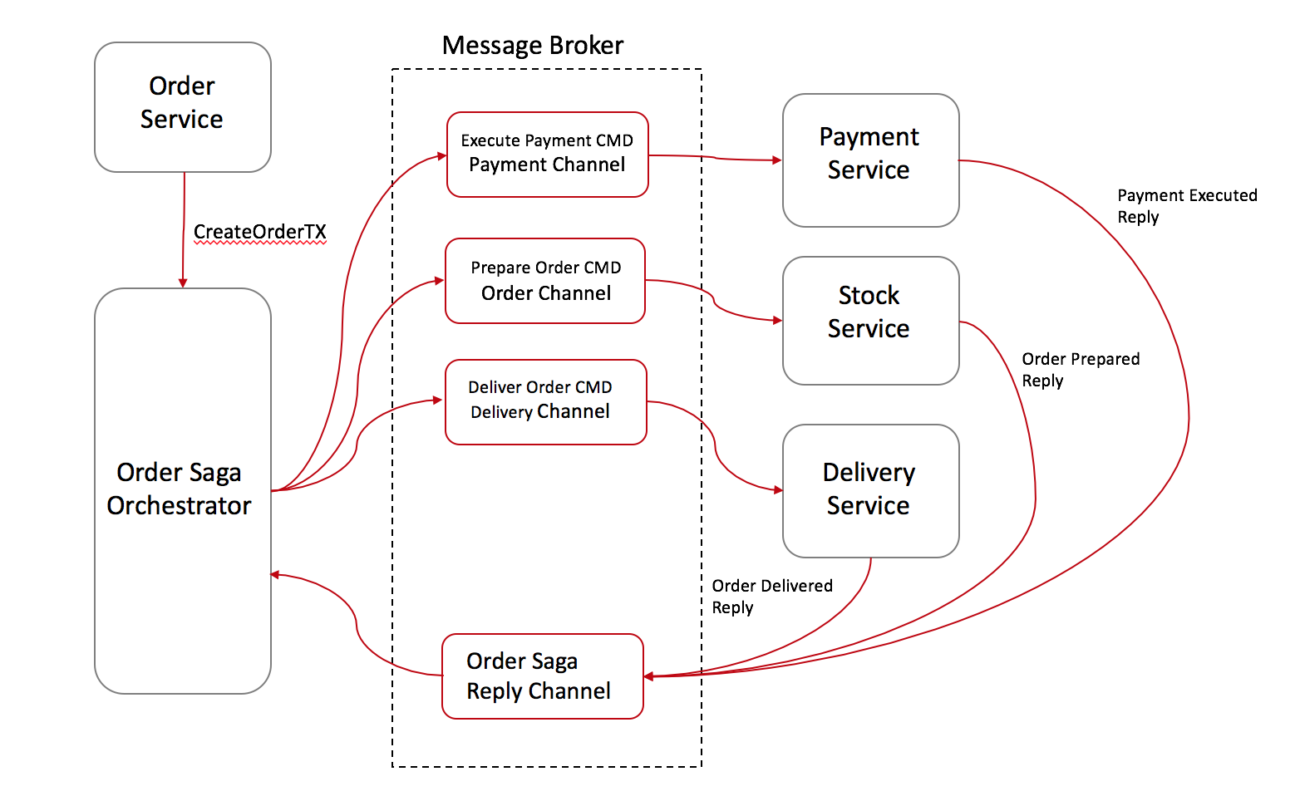 Message Broker
Order
Service
CreateOrderTX
Order Saga
Orchestrator
Execute Payment CMD
Payment Channel
Prepare Order CMD
Order Channel
Deliver Order CMD
Delivery Channel
Order Saga
Reply Channel
Payment
Service
Stock
Service
Delivery
Service
Payment Executed
Reply
Order Prepared
Reply
Order Delivered
Reply